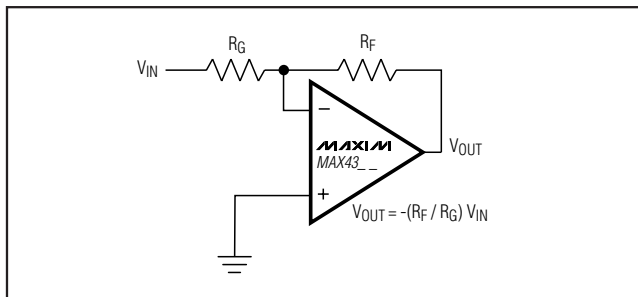 R_G
R_F
V_IN
−
MAXIM
MAX43_ _
V_OUT
+
V_OUT = -(R_F / R_G) V_IN